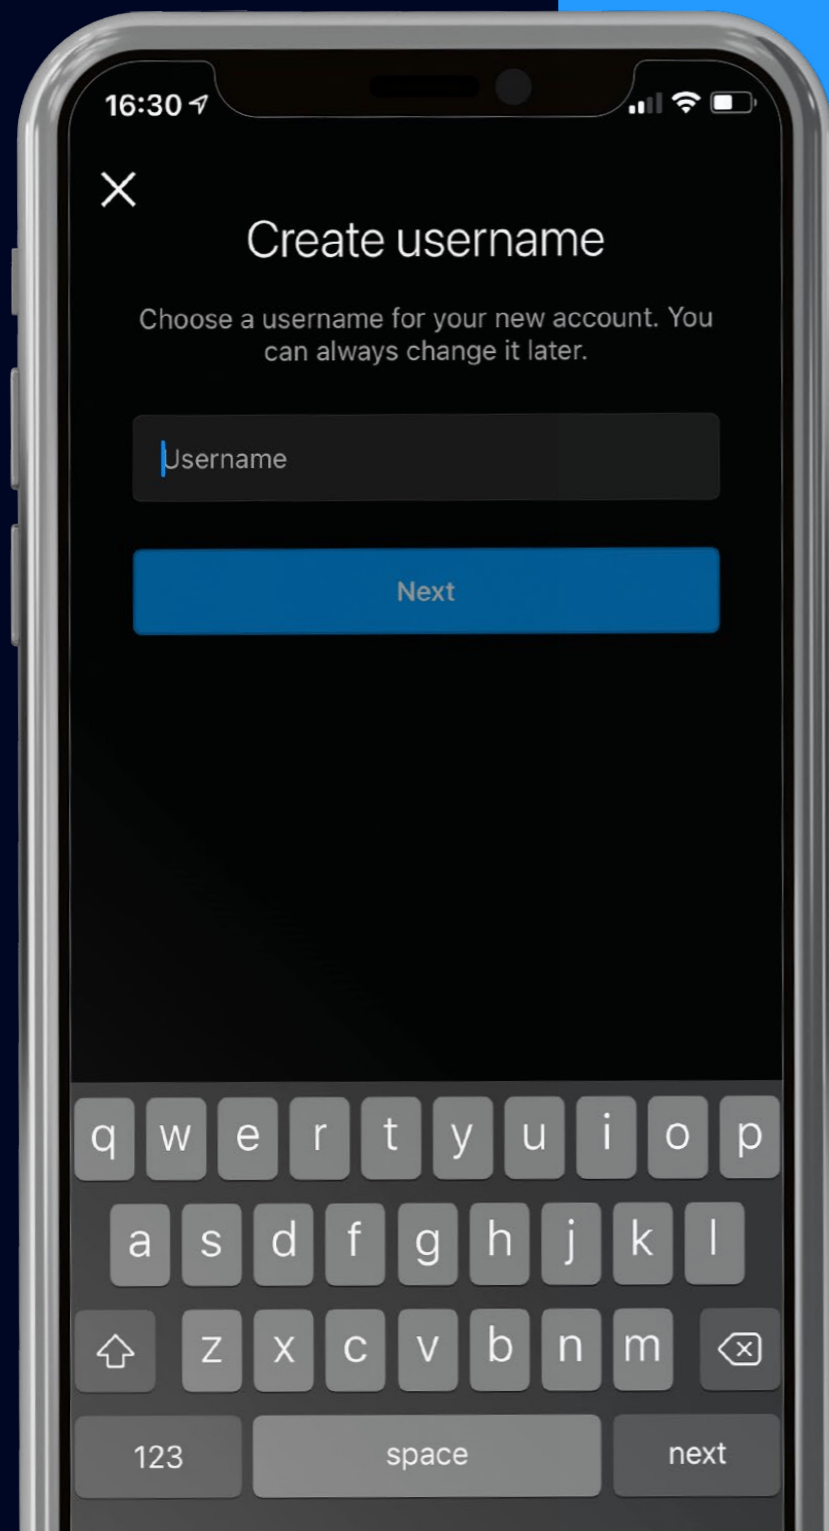 16:30
Create username
Choose a username for your new account. You
can always change it later.
Username
Next
q w e r t y u i o p
a s d f g h j k l
z x c v b n m
123 space next